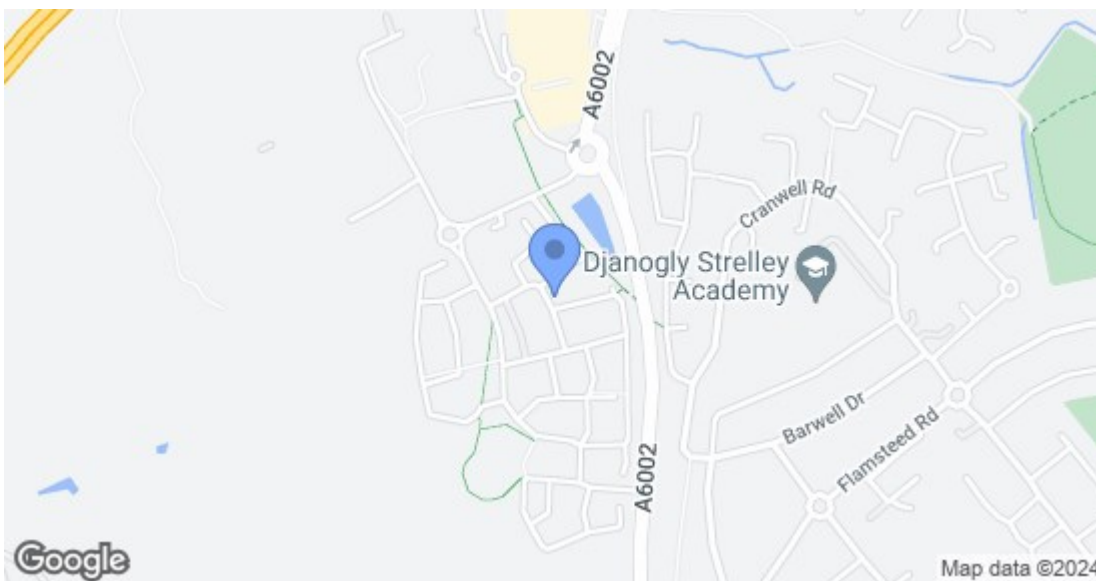 A6002
Cranwell Rd
Djanogly Strelley
Academy
Barwell Dr
Flamsteed Rd
A6002
Google
Map data ©2024